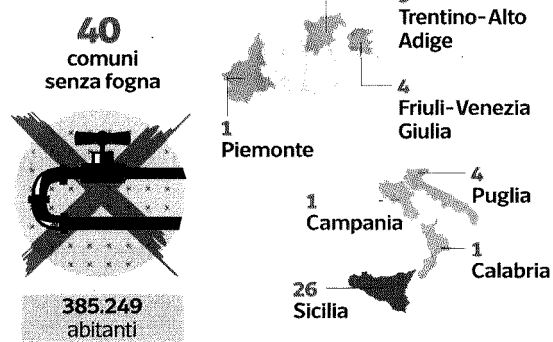 40
comuni
senza fogna
385.249
abitanti
Trentino-Alto
Adige
4
Friuli-Venezia
Giulia
1
Piemonte
4
Puglia
1
Campania
1
Calabria
26
Sicilia